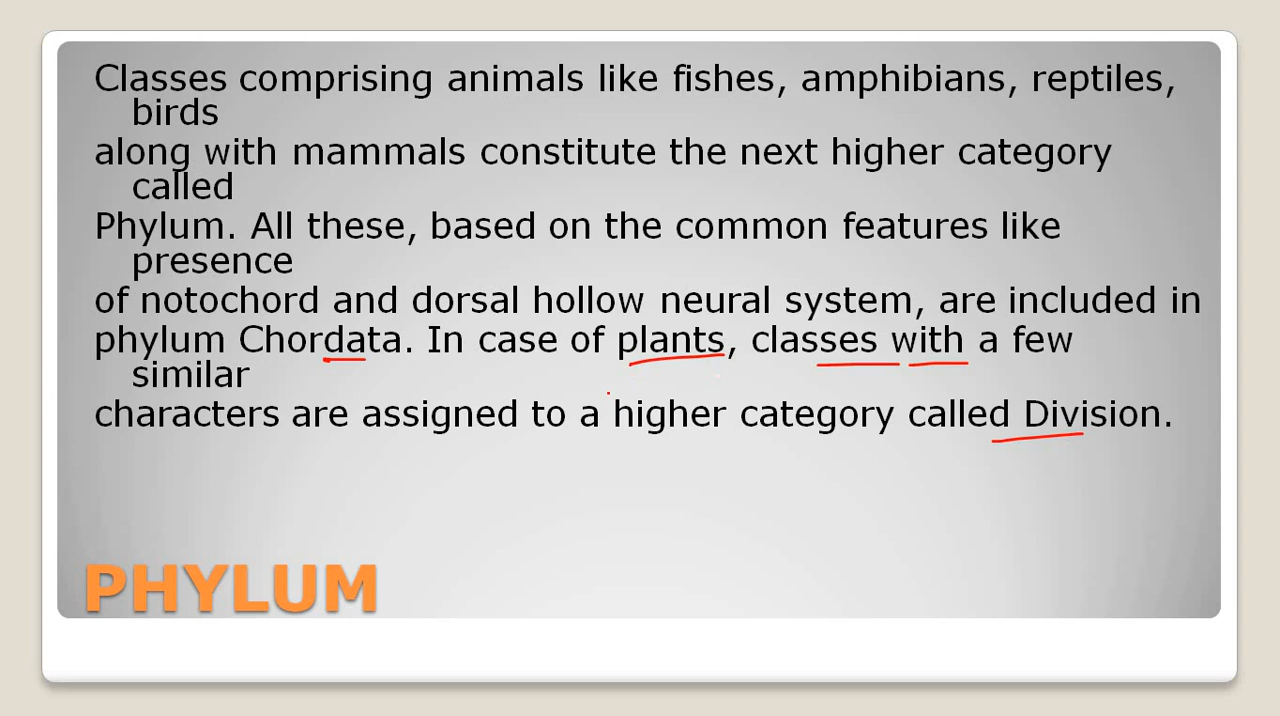 Classes comprising animals like fishes, amphibians, reptiles,
birds
along with mammals constitute the next higher category
called
Phylum. All these, based on the common features like
presence
of notochord and dorsal hollow neural system, are included in
phylum Chordata. In case of plants, classes with a few
similar
characters are assigned to a higher category called Division.
PHYLUM